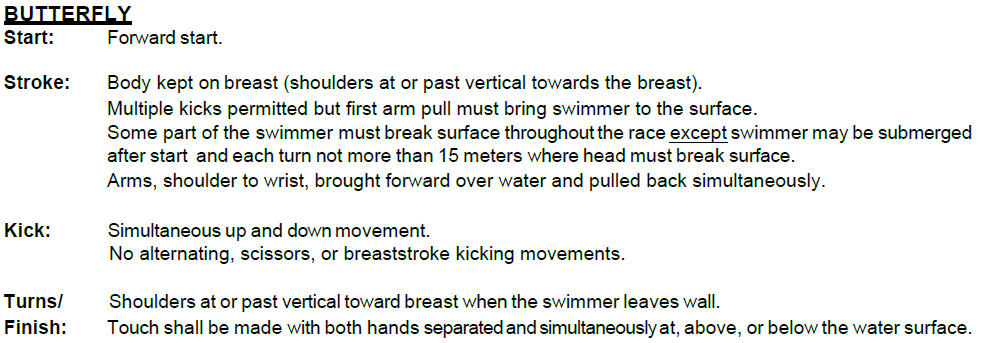 BUTTERFLY
Start: Forward start.
Stroke: Body kept on breast (shoulders at or past vertical towards the breast).
Multiple kicks permitted but first arm pull must bring swimmer to the surface.
Some part of the swimmer must break surface throughout the race except swimmer may be submerged
after start and each turn not more than 15 meters where head must break surface.
Arms, shoulder to wrist, brought forward over water and pulled back simultaneously.
Kick: Simultaneous up and down movement.
No alternating, scissors, or breaststroke kicking movements.
Turns/ Shoulders at or past vertical toward breast when the swimmer leaves wall.
Finish: Touch shall be made with both hands separated and simultaneously at, above, or below the water surface.